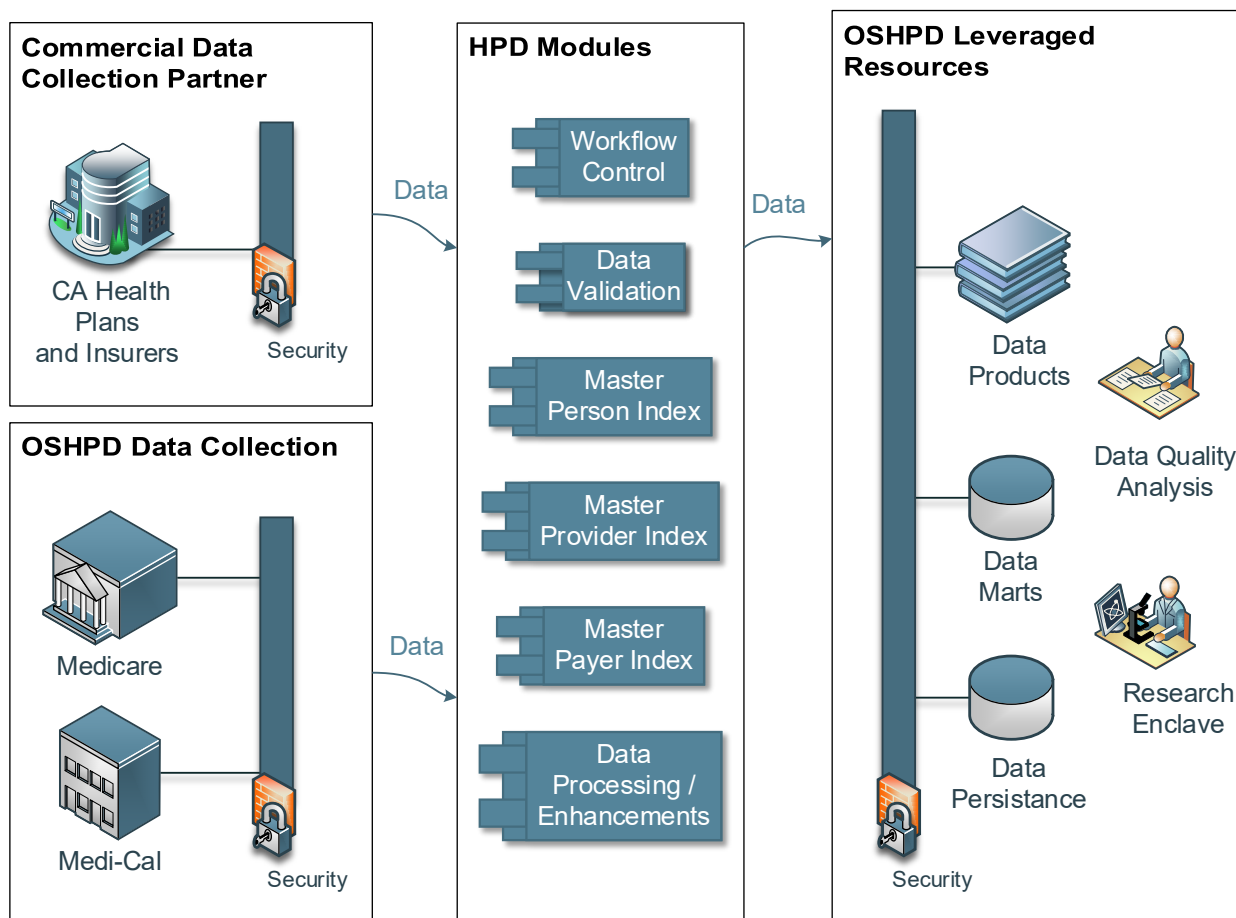 Commercial Data
Collection Partner
CA Health
Plans
and Insurers
Security
OSHPD Data Collection
Medicare
Medi-Cal
Security
Data
Data
HPD Modules
Workflow
Control
Data
Validation
Master
Person Index
Master
Provider Index
Master
Payer Index
Data
Processing /
Enhancements
Data
OSHPD Leveraged
Resources
Data
Products
Data Quality
Analysis
Data
Marts
Research
Enclave
Data
Persistance
Security